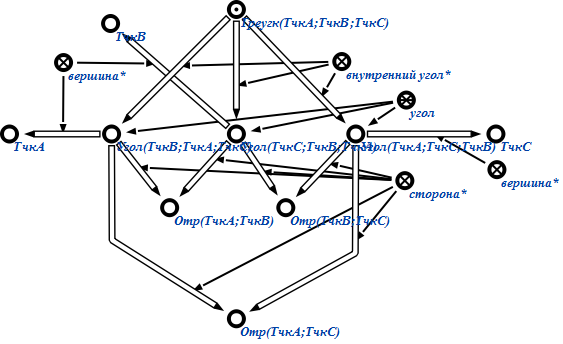 Треугк(ТчкА;ТчкВ;ТчкС)
ТчкВ
вершина*
внутренний угол*
угол
ТчкА
Угол(ТчкВ;ТчкА;ТчкС)
Угол(ТчкС;ТчкВ;ТчкА)
Угол(ТчкА;ТчкС;ТчкВ)
ТчкС
сторона*
вершина*
Отр(ТчкА;ТчкВ)
Отр(ТчкВ;ТчкС)
Отр(ТчкА;ТчкС)